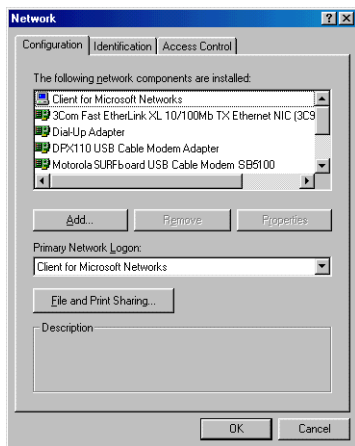 Network
Configuration Identification Access Control
The following network components are installed:
Client for Microsoft Networks
3Com Fast EtherLink XL 10/100Mb TX Ethernet NIC (3C9
Dial-Up Adapter
DPX110 USB Cable Modem Adapter
Motorola SURFboard USB Cable Modem SB5100
Add... Remove Properties
Primary Network Logon:
Client for Microsoft Networks
File and Print Sharing...
Description
OK Cancel